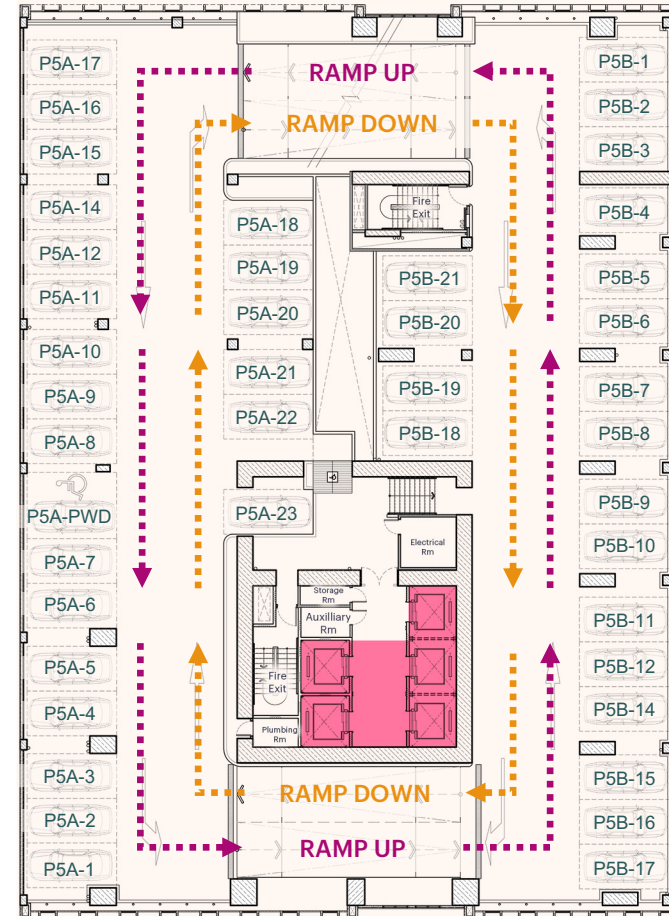 RAMP UP
RAMP DOWN
P5A-17
P5A-16
P5A-15
P5A-14
P5A-12
P5A-11
P5A-10
P5A-9
P5A-8
P5A-PWD
P5A-7
P5A-6
P5A-5
P5A-4
P5A-3
P5A-2
P5A-1
P5A-18
P5A-19
P5A-20
P5A-21
P5A-22
P5A-23
Fire
Exit
P5B-21
P5B-20
P5B-19
P5B-18
Electrical
Rm
Storage
Rm
Auxilliary
Rm
Fire
Exit
Plumbing
Rm
P5B-1
P5B-2
P5B-3
P5B-4
P5B-5
P5B-6
P5B-7
P5B-8
P5B-9
P5B-10
P5B-11
P5B-12
P5B-14
P5B-15
P5B-16
P5B-17
RAMP DOWN
RAMP UP